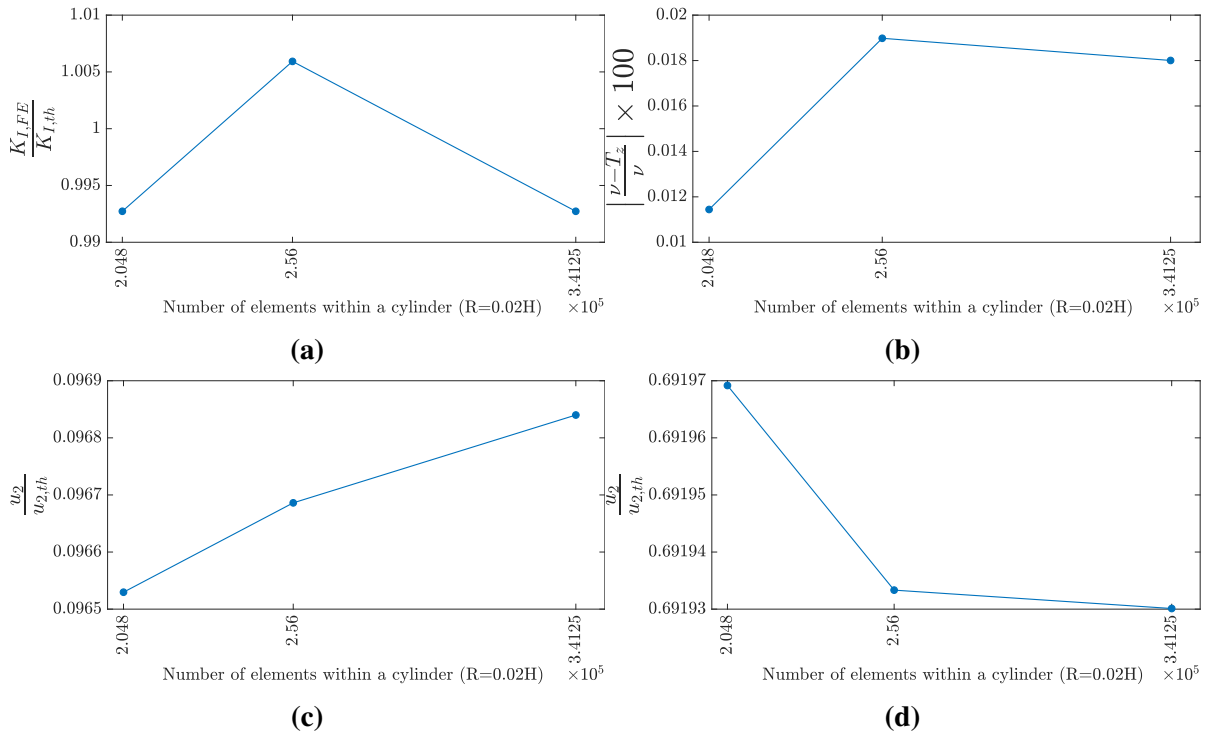 1.01
1.005
1
0.995
0.99
K_{I,FE}
K_{I,th}
2.048
2.56
3.4125
Number of elements within a cylinder (R=0.02H) ×10^5
(a)
0.02
0.018
0.016
0.014
0.012
0.01
|ν−T_z/ν| × 100
2.048
2.56
3.4125
Number of elements within a cylinder (R=0.02H) ×10^5
(b)
0.0969
0.0968
0.0967
0.0966
0.0965
u_2
u_{2,th}
2.048
2.56
3.4125
Number of elements within a cylinder (R=0.02H) ×10^5
(c)
0.69197
0.69196
0.69195
0.69194
0.69193
u_2
u_{2,th}
2.048
2.56
3.4125
Number of elements within a cylinder (R=0.02H) ×10^5
(d)